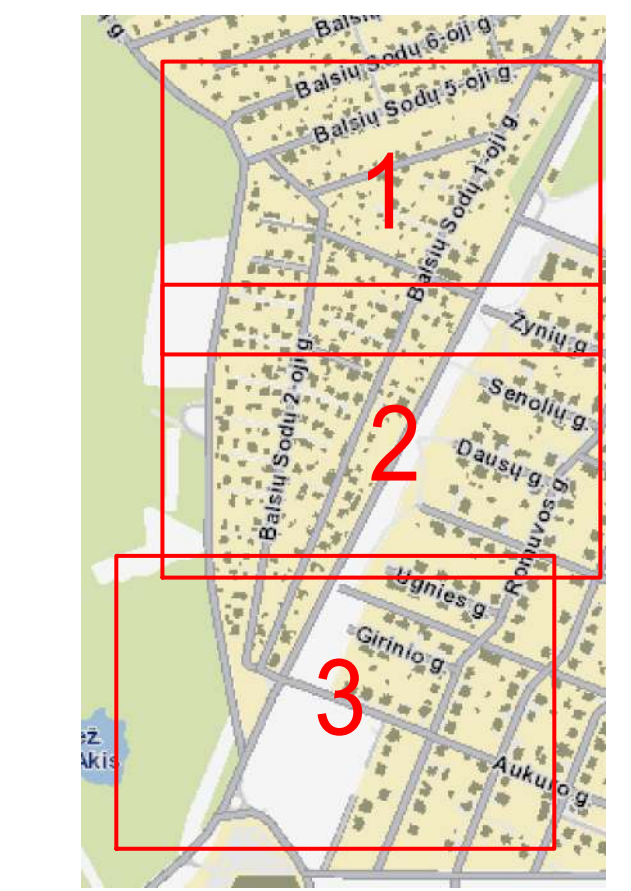 g
Balsių Sodų 6-oji g.
Balsių Sodų 5-oji g.
1
Balsių Sodų 1-oji g.
Žynių g.
Balsių Sodų 2-oji g.
2
Senolių g.
Dausų g.
Romuvos g.
Ugnies g.
Girinio g.
3
ež
Akis
Aukuro g.